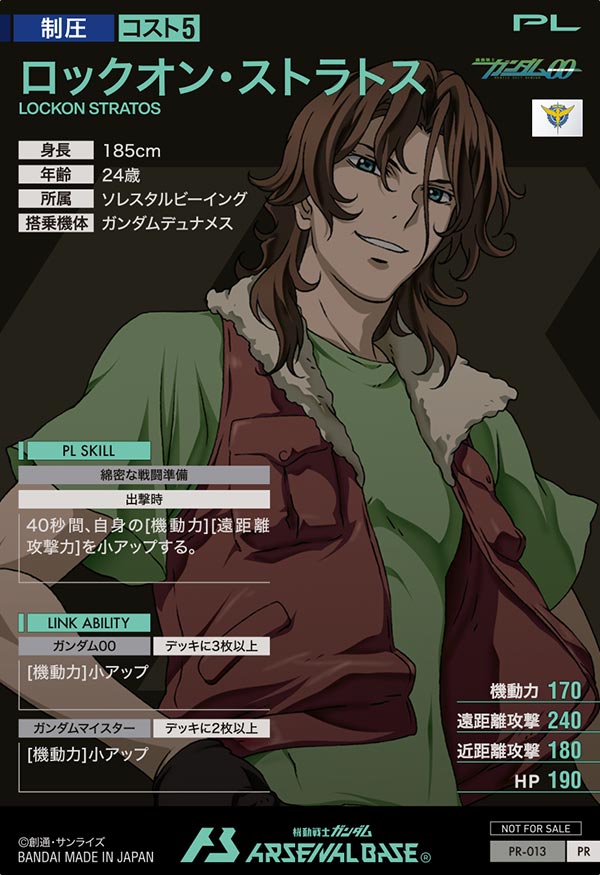 制圧 コスト5
PL
ロックオン・ストラトス
LOCKON STRATOS
ガンダムOO
身長 185cm
年齢 24歳
所属 ソレスタルビーイング
搭乗機体 ガンダムデュナメス
PL SKILL
綿密な戦闘準備
出撃時
40秒間、自身の[機動力][遠距離
攻撃力]を小アップする。
LINK ABILITY
ガンダム00 デッキに3枚以上
[機動力]小アップ
ガンダムマイスター デッキに2枚以上
[機動力]小アップ
機動力 170
遠距離攻撃 240
近距離攻撃 180
HP 190
©創通・サンライズ
BANDAI MADE IN JAPAN
機動戦士ガンダム
ARSENAL BASE®
NOT FOR SALE
PR-013 PR